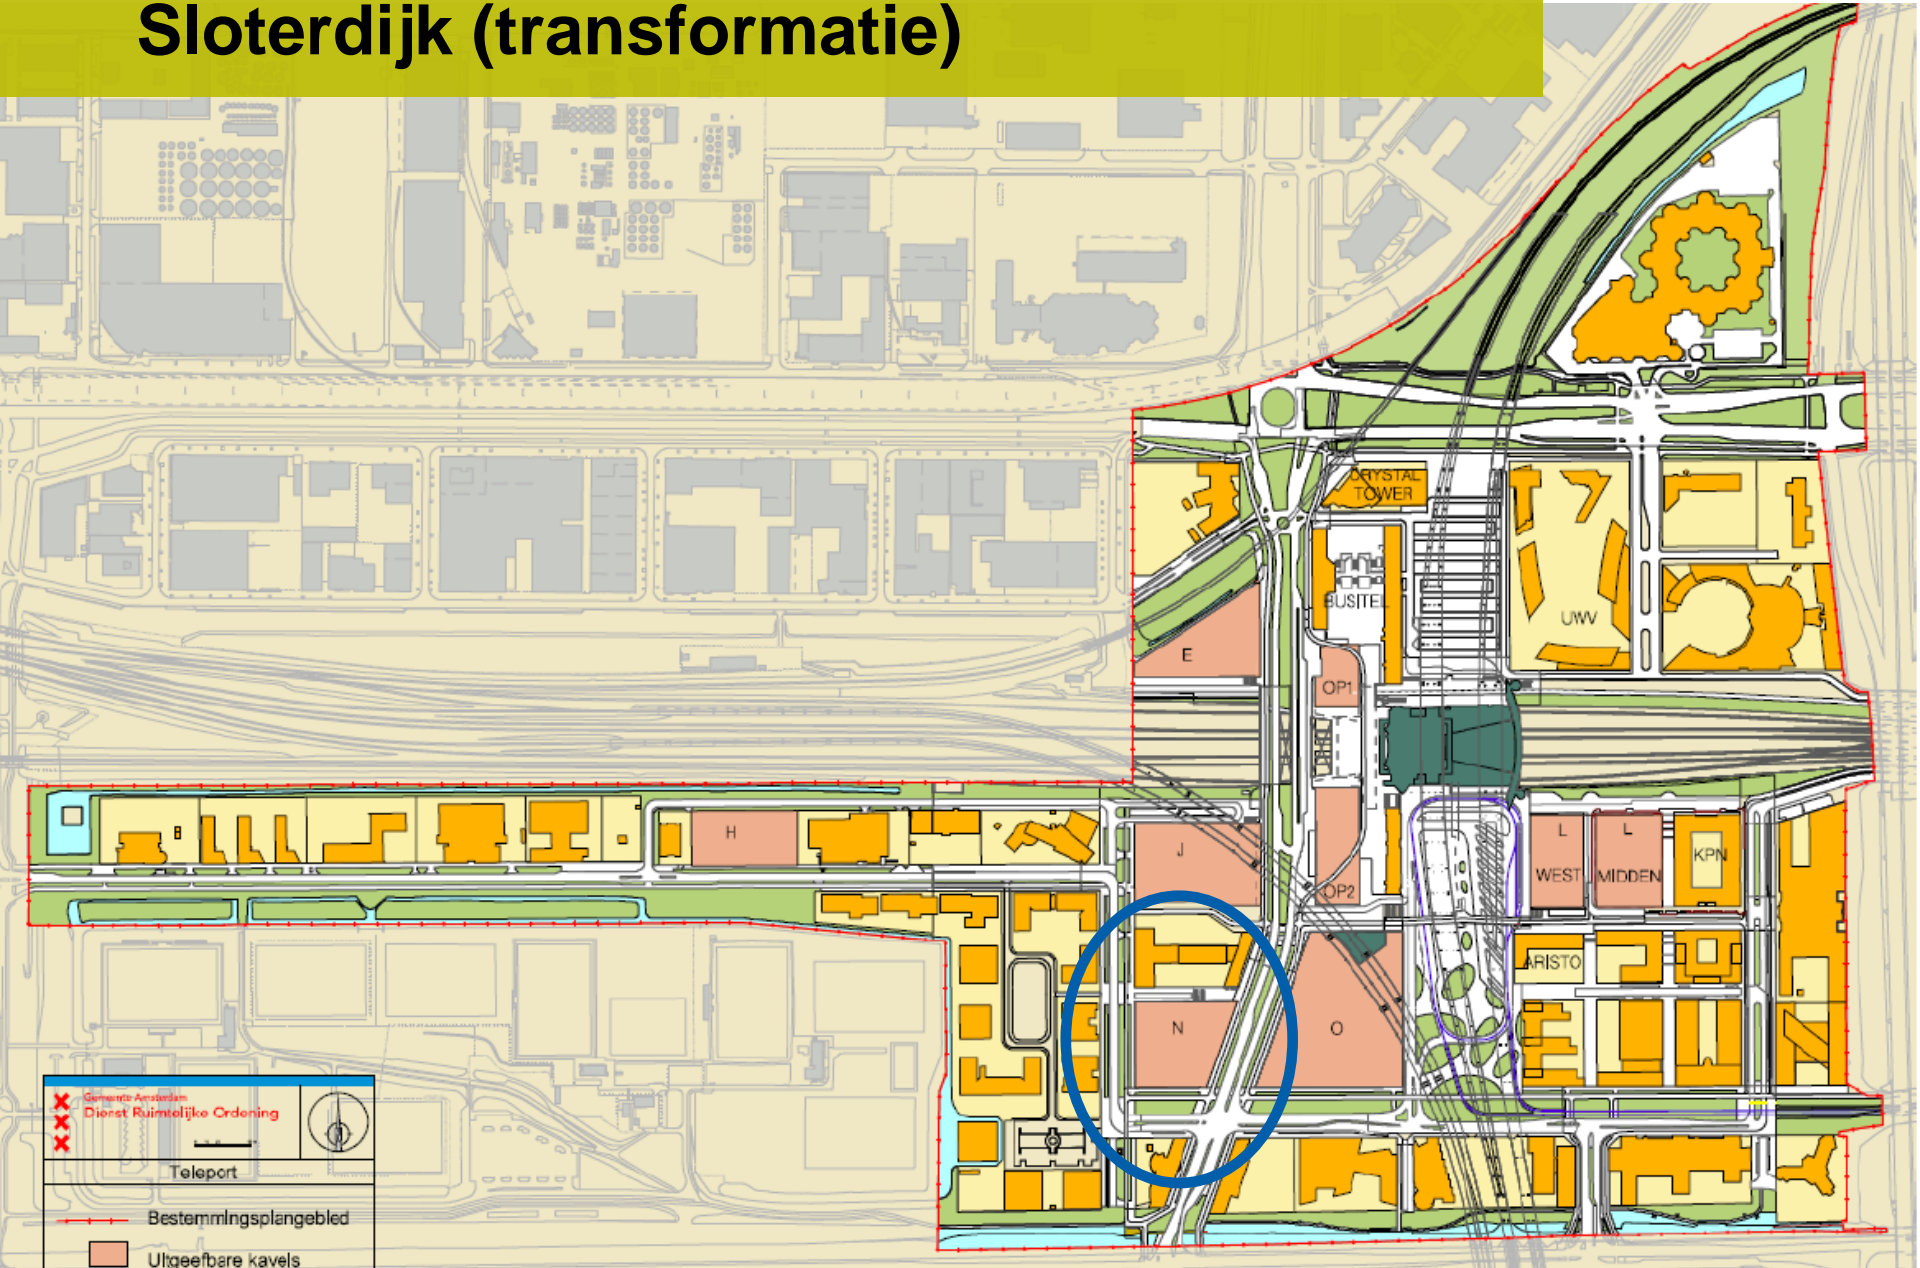 Sloterdijk (transformatie)
CRYSTAL
TOWER
BUSITEL
UWV
E
OP1
H
J
OP2
L
WEST
L
MIDDEN
KPN
ARISTO
N
O
Gemeente Amsterdam
Dienst Ruimtelijke Ordening
Teleport
Bestemmingsplangebied
Uitgeefbare kavels